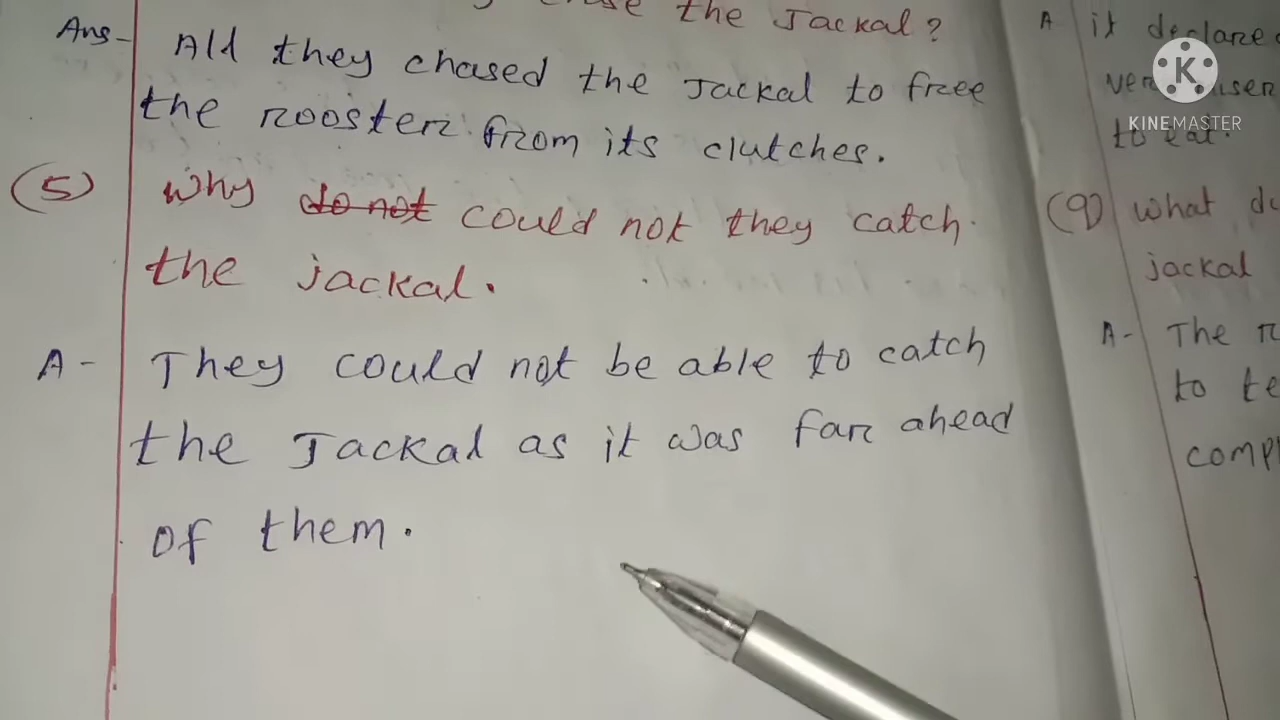 the Jackal?
Ans- All they chased the Jackal to free
the rooster from its clutches.
(5) Why do not could not they catch
the jackal.
A- They could not be able to catch
the Jackal as it was far ahead
of them.
A it declare
to eat.
(9) what
jackal
A- The
to
K
KINEMASTER